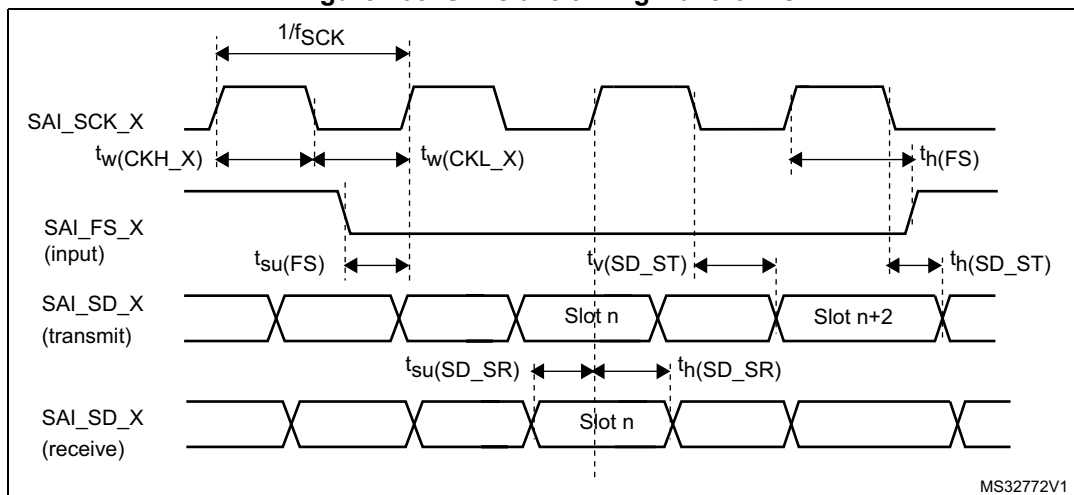 1/fSCK
SAI_SCK_X
tw(CKH_X)
tw(CKL_X)
th(FS)
SAI_FS_X
(input)
tsu(FS)
tv(SD_ST)
th(SD_ST)
SAI_SD_X
(transmit)
Slot n
Slot n+2
tsu(SD_SR)
th(SD_SR)
SAI_SD_X
(receive)
Slot n
MS32772V1